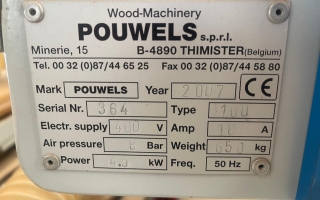 Wood-Machinery
POUWELS s.p.r.l.
Minerie, 15 B-4890 THIMISTER (Belgium)
Tel. 00 32 (0)87/44 65 25 Fax 00 32 (0)87/44 58 80
Mark POUWELS Year 2007 CE
Serial Nr. 364 Type
Electr. supply 400 V Amp A
Air pressure 6 Bar Weight 650 kg
Power kW Freq. 50 Hz